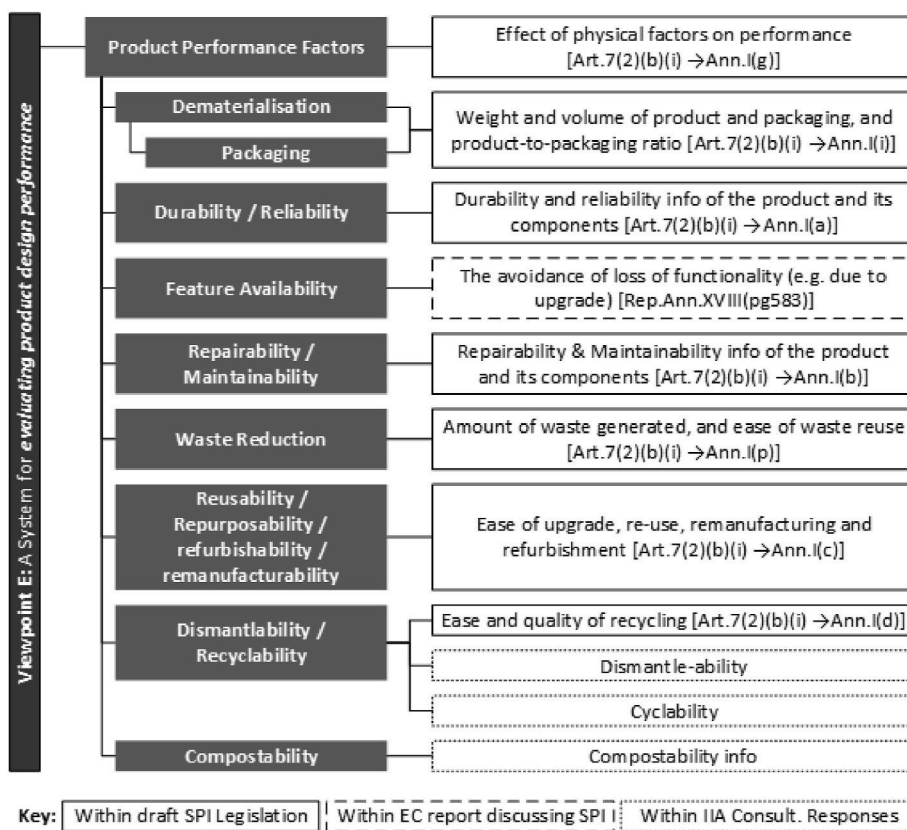 Viewpoint E: A System for evaluating product design performance
Product Performance Factors
Effect of physical factors on performance
[Art.7(2)(b)(i) →Ann.I(g)]
Dematerialisation
Packaging
Weight and volume of product and packaging, and
product-to-packaging ratio [Art.7(2)(b)(i) →Ann.I(i)]
Durability / Reliability
Durability and reliability info of the product and its
components [Art.7(2)(b)(i) →Ann.I(a)]
Feature Availability
The avoidance of loss of functionality (e.g. due to
upgrade) [Rep.Ann.XVIII(pg583)]
Repairability /
Maintainability
Repairability & Maintainability info of the product
and its components [Art.7(2)(b)(i) →Ann.I(b)]
Waste Reduction
Amount of waste generated, and ease of waste reuse
[Art.7(2)(b)(i) →Ann.I(p)]
Reusability /
Repurposability /
refurbishability /
remanufacturability
Ease of upgrade, re-use, remanufacturing and
refurbishment [Art.7(2)(b)(i) →Ann.I(c)]
Dismantlability /
Recyclability
Ease and quality of recycling [Art.7(2)(b)(i) →Ann.I(d)]
Dismantle-ability
Cyclability
Compostability
Compostability info
Key: Within draft SPI Legislation Within EC report discussing SPI Within IIA Consult. Responses